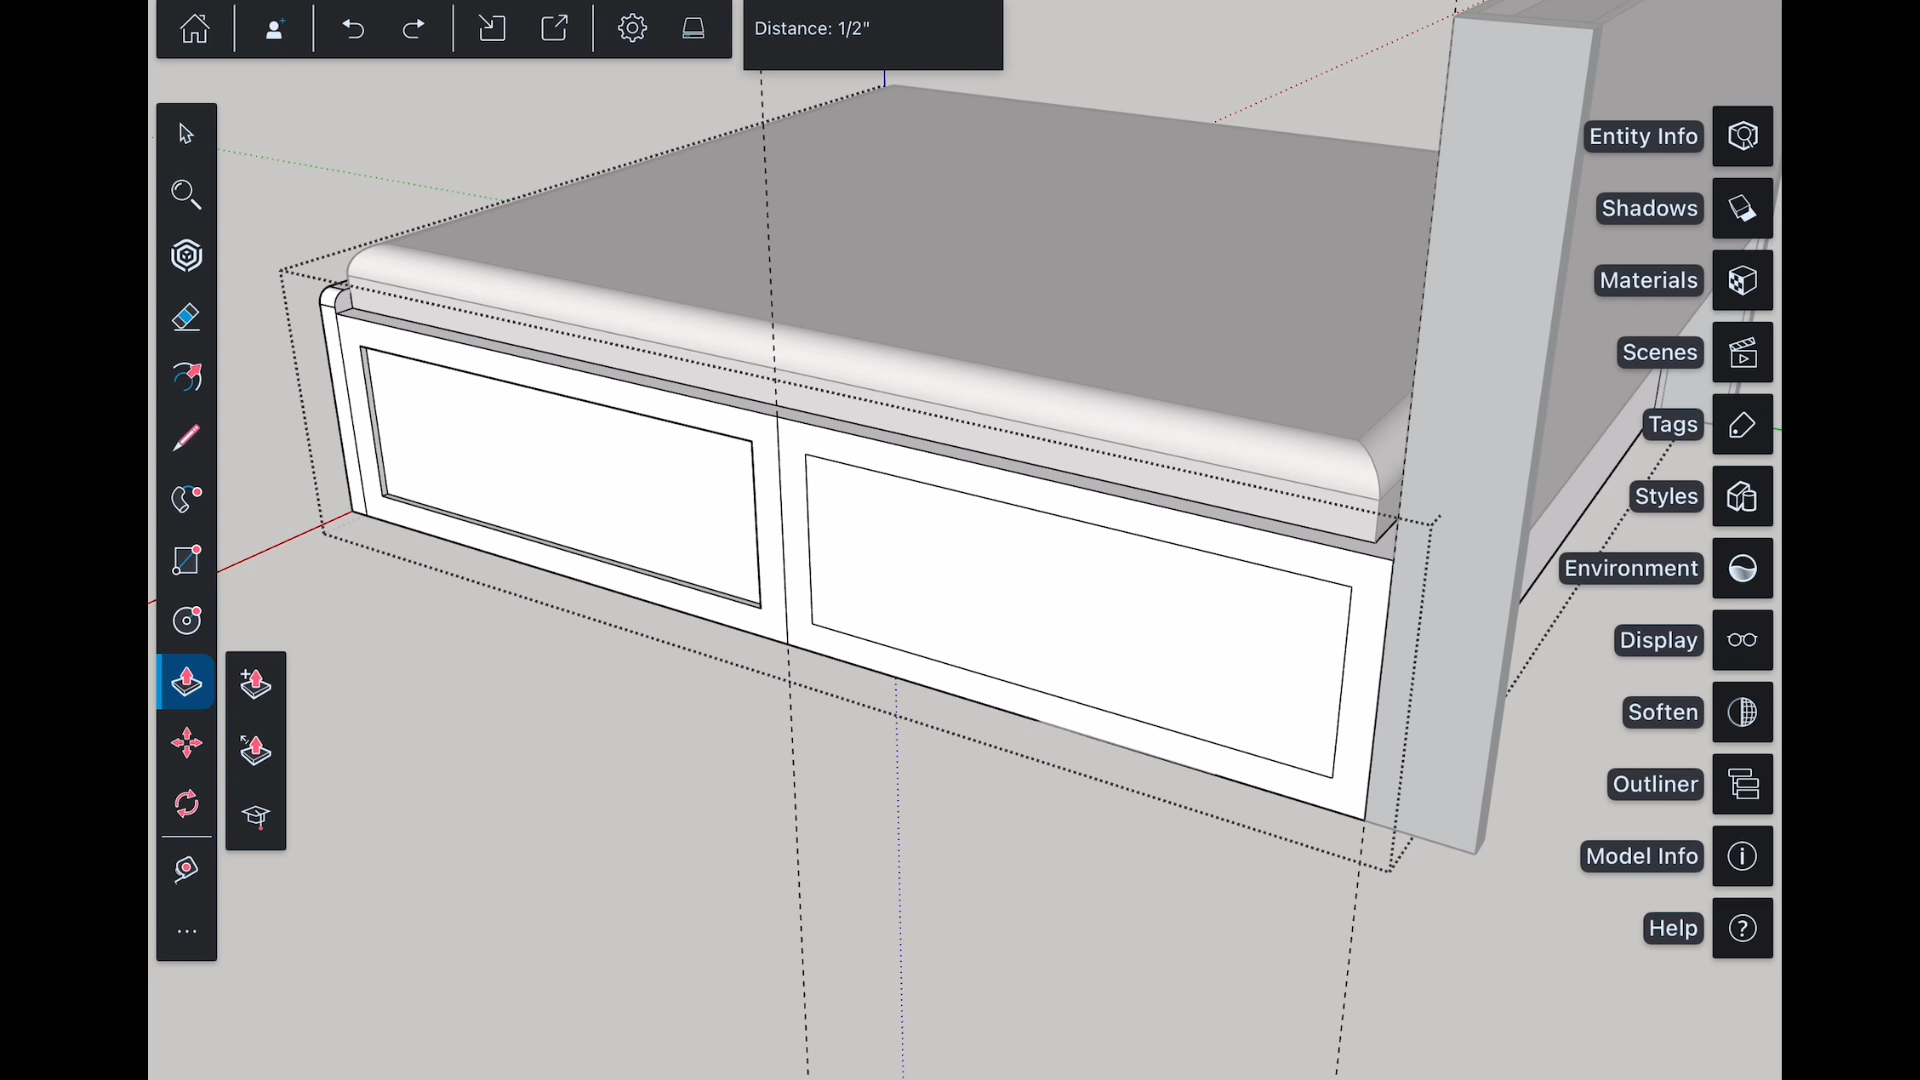 Distance: 1/2"
Entity Info
Shadows
Materials
Scenes
Tags
Styles
Environment
Display
Soften
Outliner
Model Info
Help